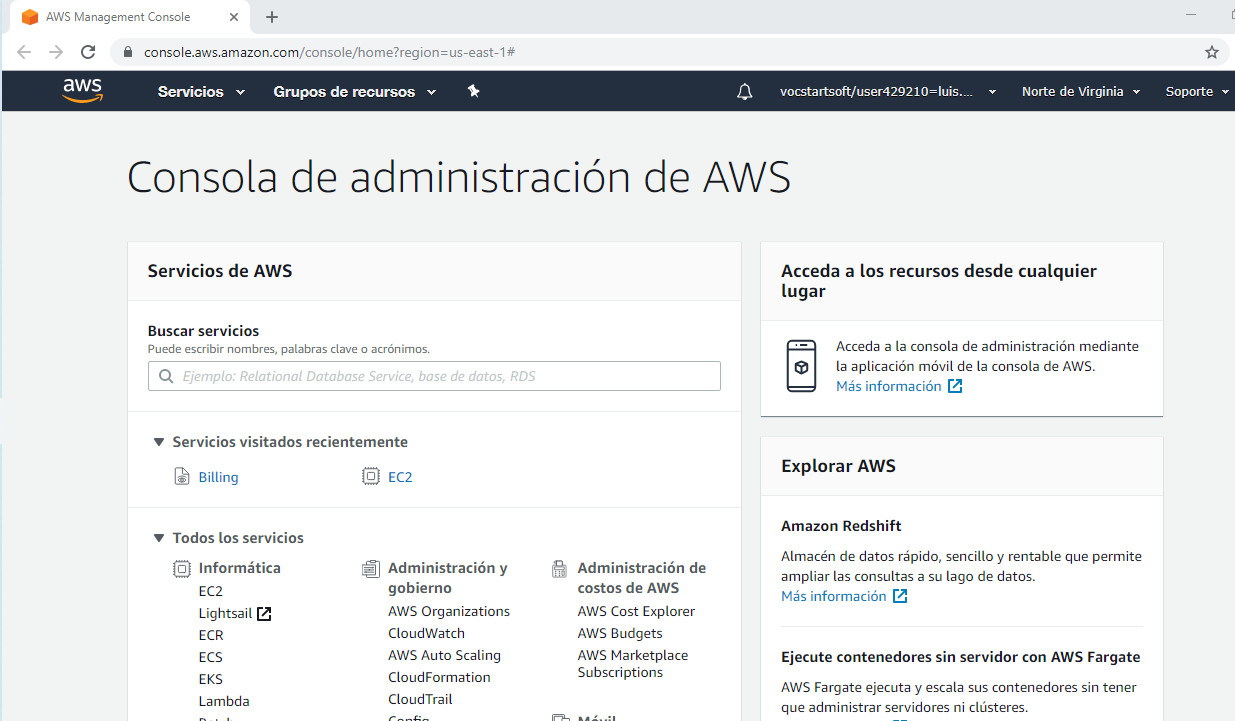 AWS Management Console
console.aws.amazon.com/console/home?region=us-east-1#
aws
Servicios
Grupos de recursos
vocstartsoft/user429210=luis....
Norte de Virginia
Soporte
Consola de administración de AWS
Servicios de AWS
Buscar servicios
Puede escribir nombres, palabras clave o acrónimos.
Ejemplo: Relational Database Service, base de datos, RDS
Servicios visitados recientemente
Billing
EC2
Todos los servicios
Informática
EC2
Lightsail
ECR
ECS
EKS
Lambda
Batch
Administración y
gobierno
AWS Organizations
CloudWatch
AWS Auto Scaling
CloudFormation
CloudTrail
Config
Administración de
costos de AWS
AWS Cost Explorer
AWS Budgets
AWS Marketplace
Subscriptions
Móvil
Acceda a los recursos desde cualquier
lugar
Acceda a la consola de administración mediante
la aplicación móvil de la consola de AWS.
Más información
Explorar AWS
Amazon Redshift
Almacén de datos rápido, sencillo y rentable que permite
ampliar las consultas a su lago de datos.
Más información
Ejecute contenedores sin servidor con AWS Fargate
AWS Fargate ejecuta y escala sus contenedores sin tener
que administrar servidores ni clústeres.